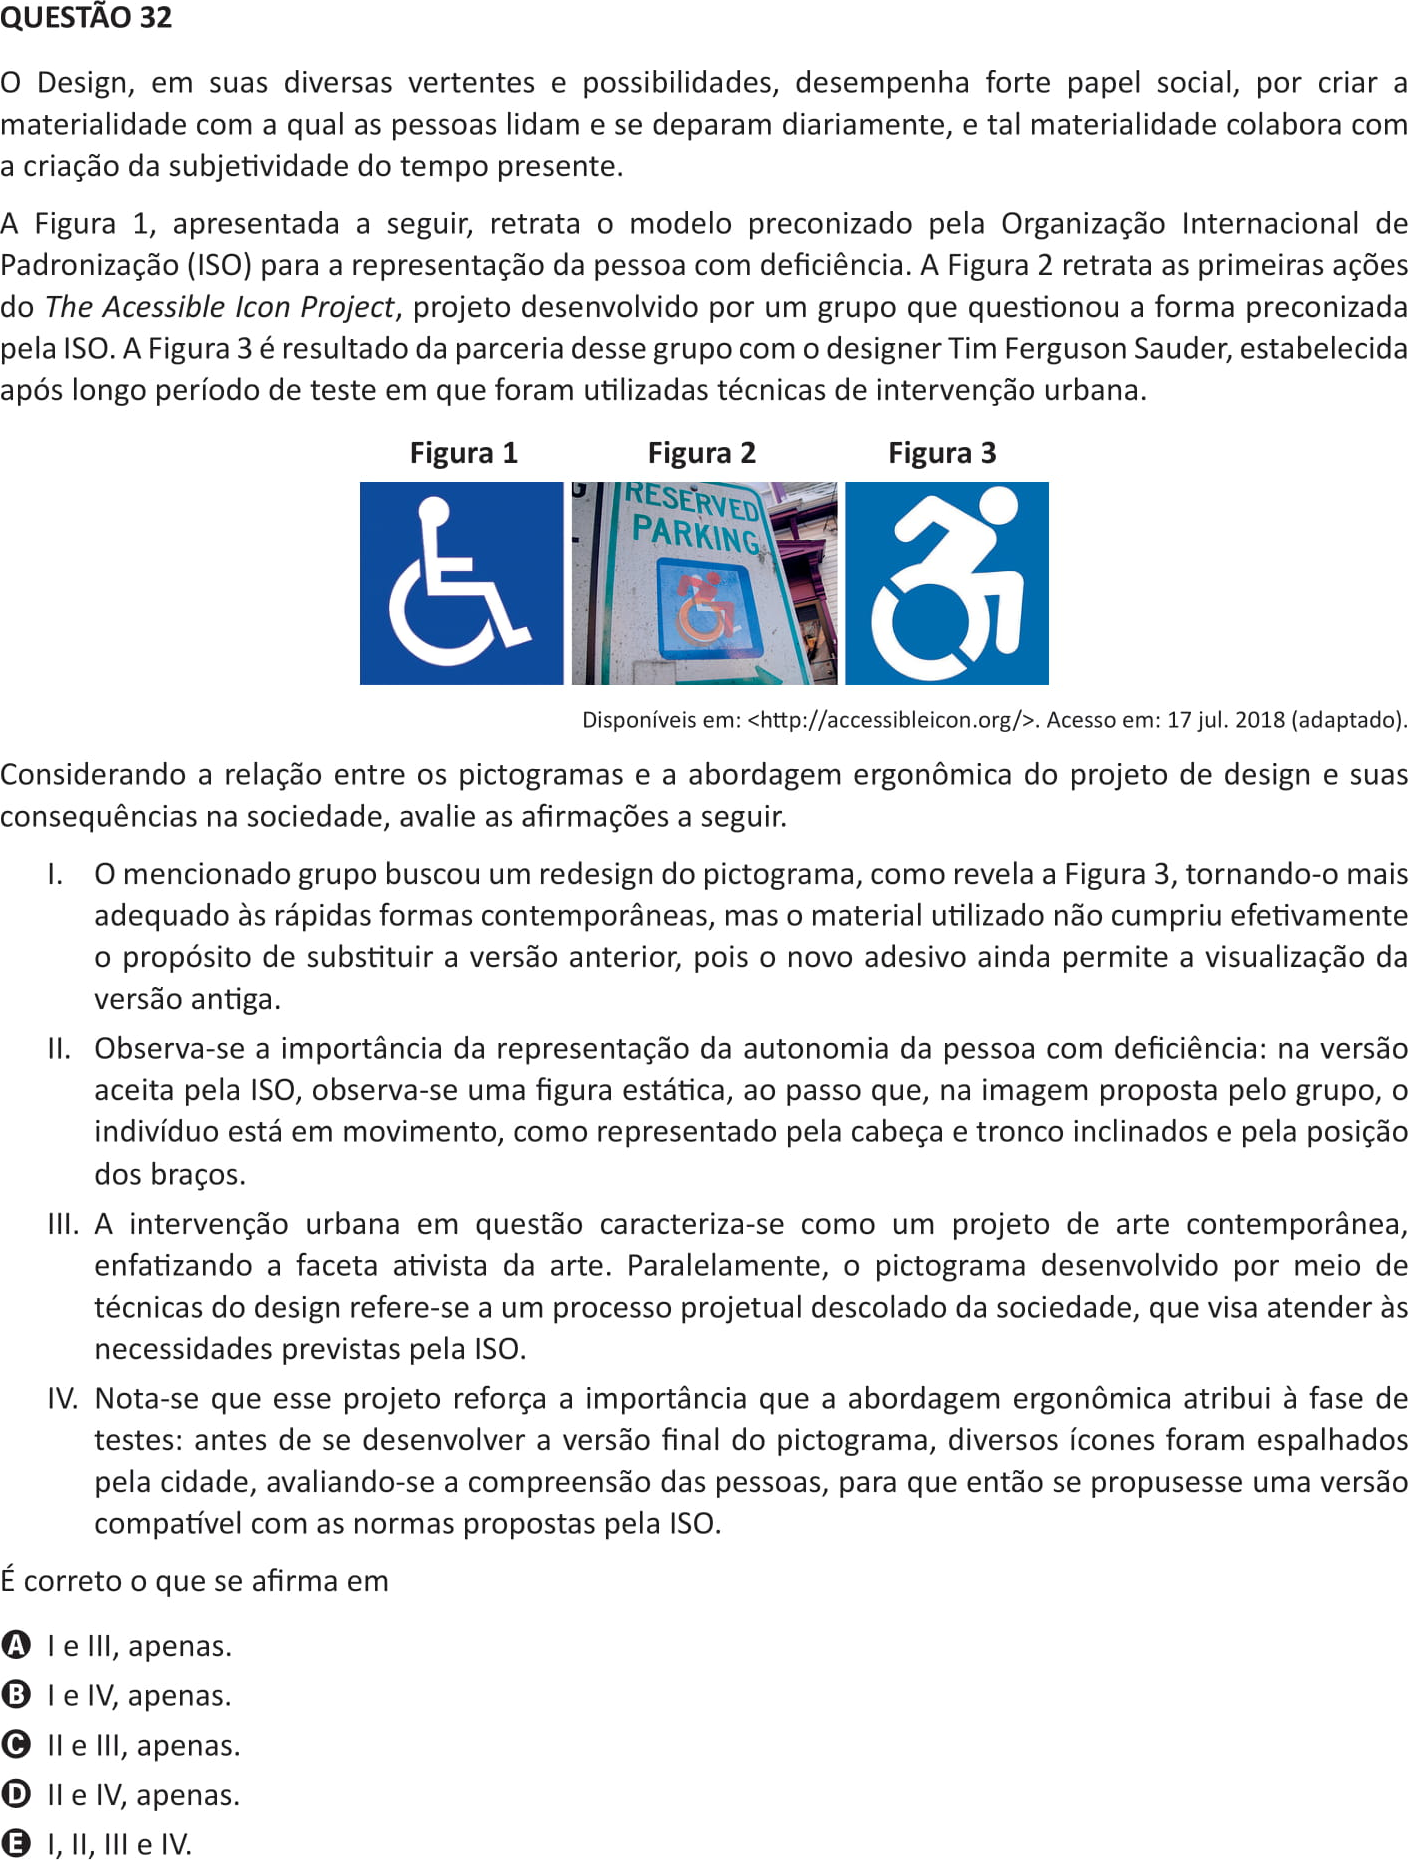 QUESTÃO 32
O Design, em suas diversas vertentes e possibilidades, desempenha forte papel social, por criar a
materialidade com a qual as pessoas lidam e se deparam diariamente, e tal materialidade colabora com
a criação da subjetividade do tempo presente.
A Figura 1, apresentada a seguir, retrata o modelo preconizado pela Organização Internacional de
Padronização (ISO) para a representação da pessoa com deficiência. A Figura 2 retrata as primeiras ações
do The Acessible Icon Project, projeto desenvolvido por um grupo que questionou a forma preconizada
pela ISO. A Figura 3 é resultado da parceria desse grupo com o designer Tim Ferguson Sauder, estabelecida
após longo período de teste em que foram utilizadas técnicas de intervenção urbana.
Figura 1 Figura 2 Figura 3
RESERVED
PARKING
Disponíveis em: <http://accessibleicon.org/>. Acesso em: 17 jul. 2018 (adaptado).
Considerando a relação entre os pictogramas e a abordagem ergonômica do projeto de design e suas
consequências na sociedade, avalie as afirmações a seguir.
I. O mencionado grupo buscou um redesign do pictograma, como revela a Figura 3, tornando-o mais
adequado às rápidas formas contemporâneas, mas o material utilizado não cumpriu efetivamente
o propósito de substituir a versão anterior, pois o novo adesivo ainda permite a visualização da
versão antiga.
II. Observa-se a importância da representação da autonomia da pessoa com deficiência: na versão
aceita pela ISO, observa-se uma figura estática, ao passo que, na imagem proposta pelo grupo, o
indivíduo está em movimento, como representado pela cabeça e tronco inclinados e pela posição
dos braços.
III. A intervenção urbana em questão caracteriza-se como um projeto de arte contemporânea,
enfatizando a faceta ativista da arte. Paralelamente, o pictograma desenvolvido por meio de
técnicas do design refere-se a um processo projetual descolado da sociedade, que visa atender às
necessidades previstas pela ISO.
IV. Nota-se que esse projeto reforça a importância que a abordagem ergonômica atribui à fase de
testes: antes de se desenvolver a versão final do pictograma, diversos ícones foram espalhados
pela cidade, avaliando-se a compreensão das pessoas, para que então se propusesse uma versão
compatível com as normas propostas pela ISO.
É correto o que se afirma em
A I e III, apenas.
B I e IV, apenas.
C II e III, apenas.
D II e IV, apenas.
E I, II, III e IV.